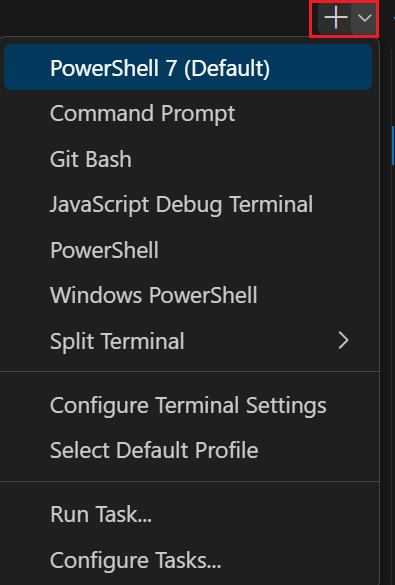 PowerShell 7 (Default)
Command Prompt
Git Bash
JavaScript Debug Terminal
PowerShell
Windows PowerShell
Split Terminal
Configure Terminal Settings
Select Default Profile
Run Task...
Configure Tasks...